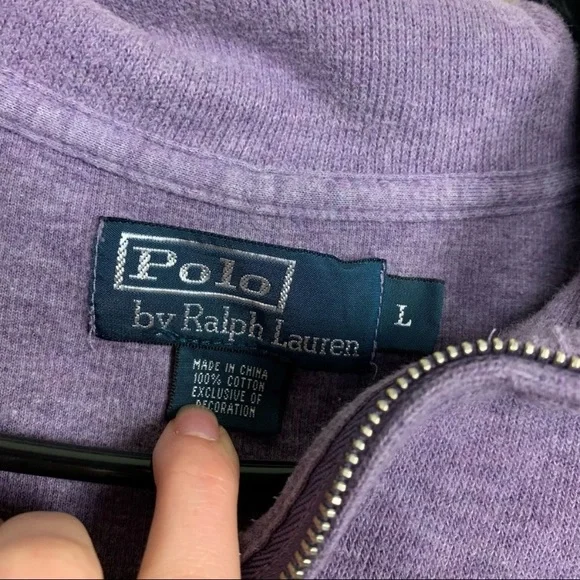 Polo
by Ralph Lauren
L
MADE IN CHINA
100% COTTON
EXCLUSIVE OF
DECORATION